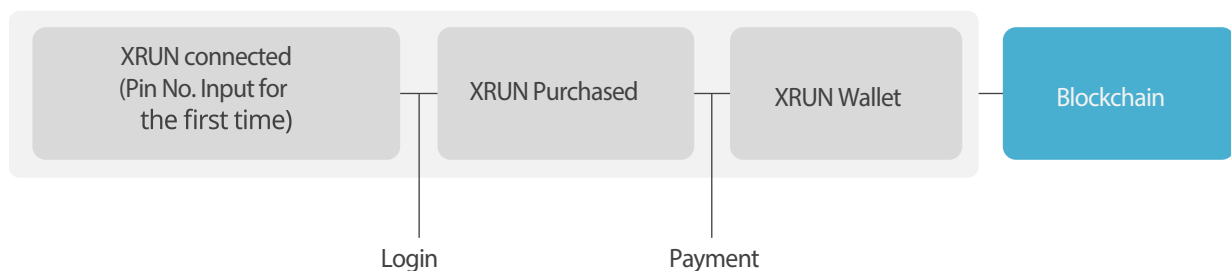 XRUN connected
(Pin No. Input for
the first time)
XRUN Purchased
XRUN Wallet
Blockchain
Login
Payment